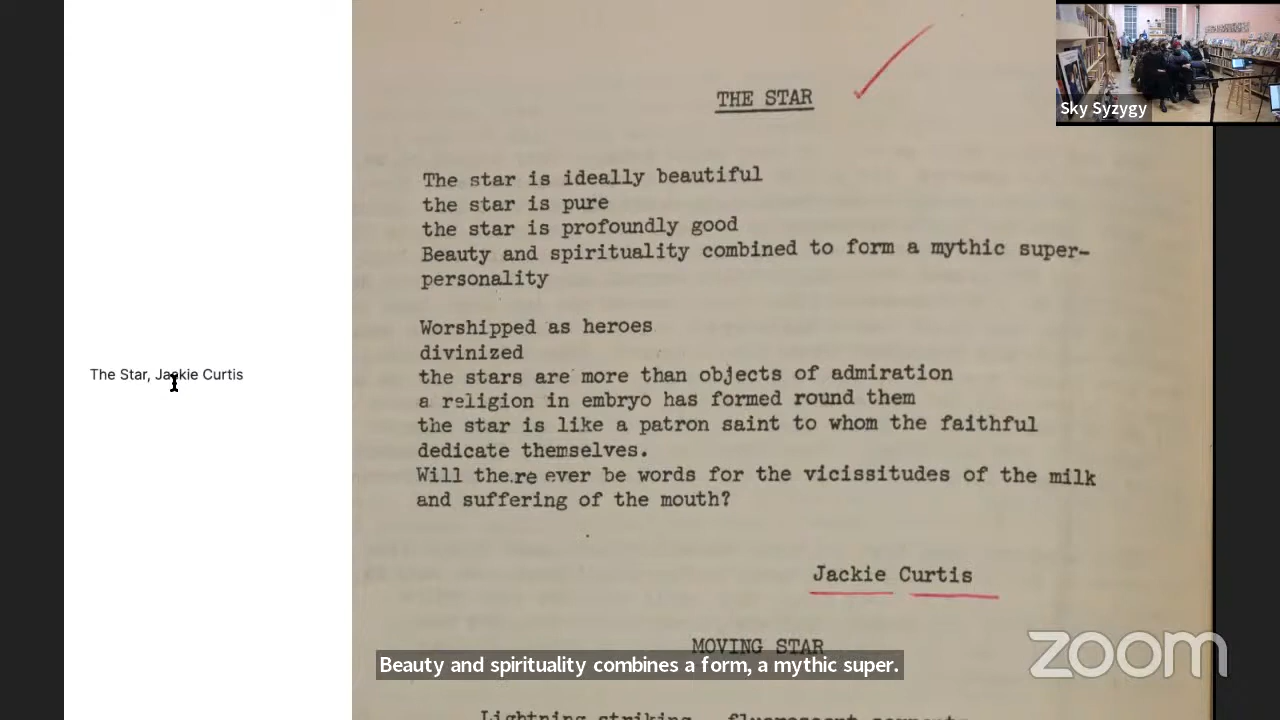 THE STAR
Sky Syzygy
The star is ideally beautiful
the star is pure
the star is profoundly good
Beauty and spirituality combined to form a mythic super-
personality
Worshipped as heroes
divinized
the stars are more than objects of admiration
a religion in embryo has formed round them
the star is like a patron saint to whom the faithful
dedicate themselves.
Will there ever be words for the vicissitudes of the milk
and suffering of the mouth?
The Star, Jackie Curtis
Jackie Curtis
MOVING STAR
Beauty and spirituality combines a form, a mythic super.
zoom
Lightning striking fluorescent serpents